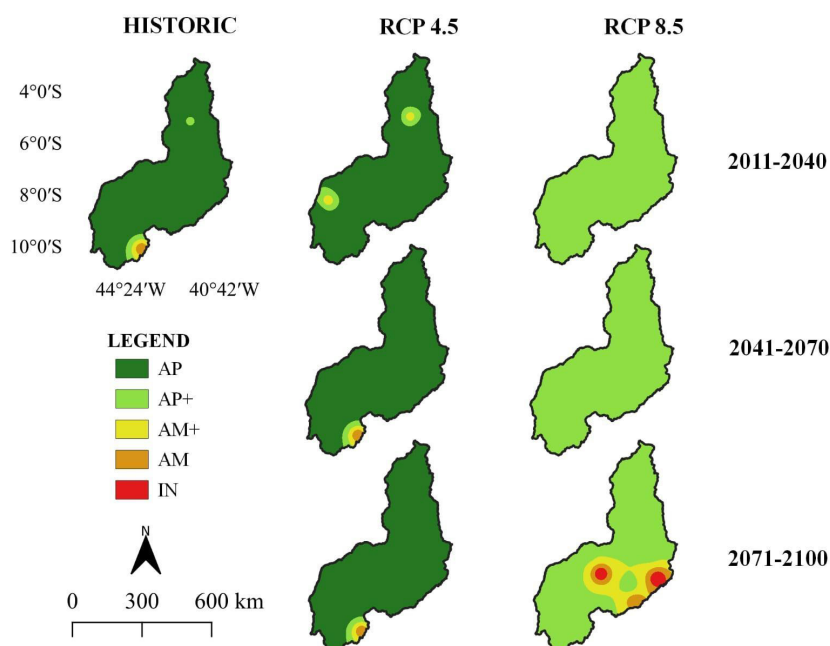 HISTORIC RCP 4.5 RCP 8.5
4°0′S
6°0′S
2011-2040
8°0′S
10°0′S
44°24′W 40°42′W
2041-2070
LEGEND
AP
AP+
AM+
AM
IN
N
2071-2100
0 300 600 km